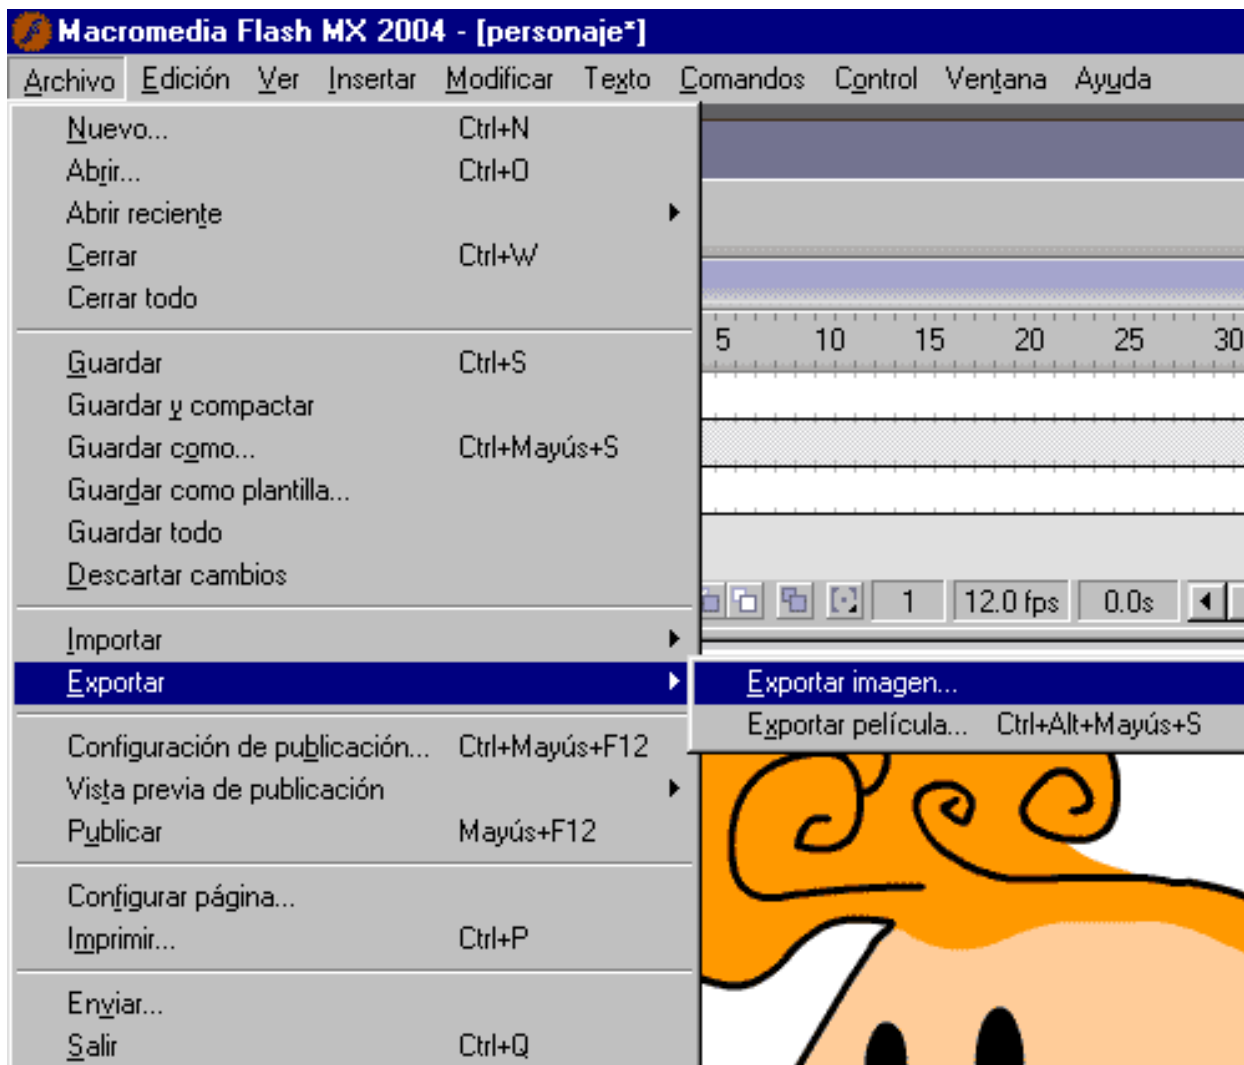 Macromedia Flash MX 2004 - [personaje*]
Archivo Edición Ver Insertar Modificar Texto Comandos Control Ventana Ayuda
Nuevo... Ctrl+N
Abrir... Ctrl+O
Abrir reciente
Cerrar Ctrl+W
Cerrar todo
5 10 15 20 25 30
Guardar Ctrl+S
Guardar y compactar
Guardar como... Ctrl+Mayús+S
Guardar como plantilla...
Guardar todo
Descartar cambios
1 12.0 fps 0.0s
Importar
Exportar
Exportar imagen...
Exportar película... Ctrl+Alt+Mayús+S
Configuración de publicación... Ctrl+Mayús+F12
Vista previa de publicación
Publicar Mayús+F12
Configurar página...
Imprimir... Ctrl+P
Enviar...
Salir Ctrl+Q